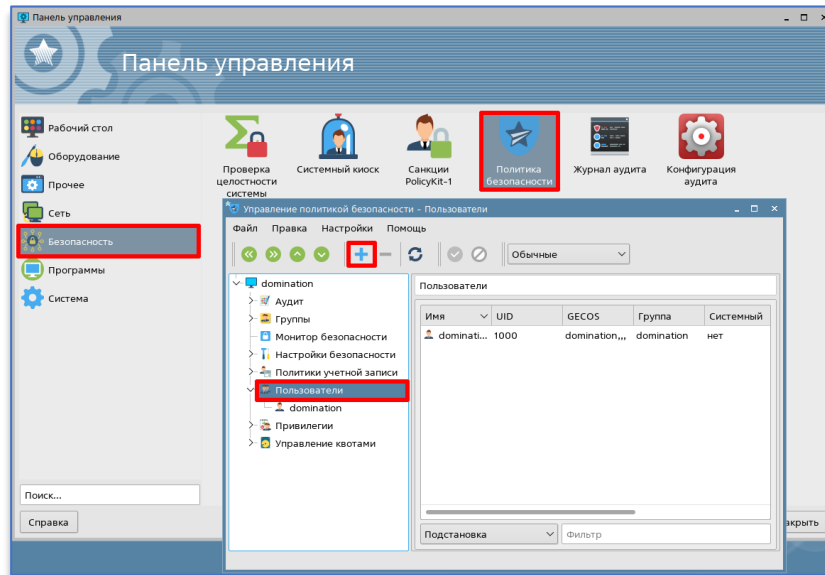 Панель управления
Панель управления
Рабочий стол
Оборудование
Прочее
Сеть
Безопасность
Программы
Система
Поиск...
Справка
Проверка
целостности
системы
Системный киоск
Санкции
PolicyKit-1
Политика
безопасности
Журнал аудита
Конфигурация
аудита
Управление политикой безопасности - Пользователи
Файл Правка Настройки Помощь
Обычные
domination
Аудит
Группы
Монитор безопасности
Настройки безопасности
Политики учетной записи
Пользователи
domination
Привилегии
Управление квотами
Пользователи
Имя UID GECOS Группа Системный
dominati... 1000 domination,,, domination нет
Подстановка Фильтр
акрыть